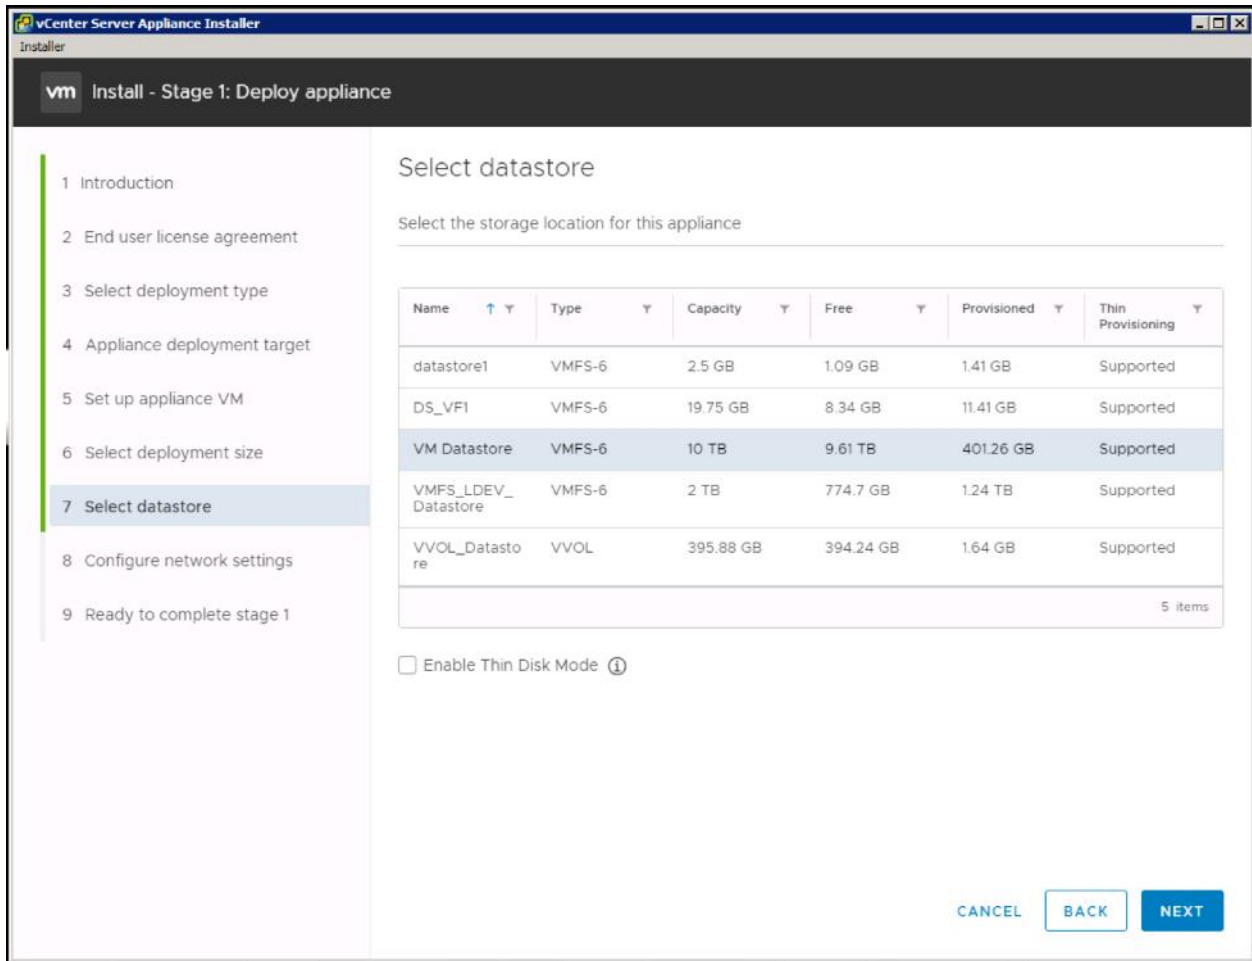 vCenter Server Appliance Installer
Installer
vm Install - Stage 1: Deploy appliance
1 Introduction
2 End user license agreement
3 Select deployment type
4 Appliance deployment target
5 Set up appliance VM
6 Select deployment size
7 Select datastore
8 Configure network settings
9 Ready to complete stage 1
Select datastore
Select the storage location for this appliance
Name Type Capacity Free Provisioned Thin
Provisioning
datastore1 VMFS-6 2.5 GB 1.09 GB 1.41 GB Supported
DS_VF1 VMFS-6 19.75 GB 8.34 GB 11.41 GB Supported
VM Datastore VMFS-6 10 TB 9.61 TB 401.26 GB Supported
VMFS_LDEV_ VMFS-6 2 TB 774.7 GB 1.24 TB Supported
Datastore
VVOL_Datasto VVOL 395.88 GB 394.24 GB 1.64 GB Supported
re
5 items
Enable Thin Disk Mode
CANCEL BACK NEXT